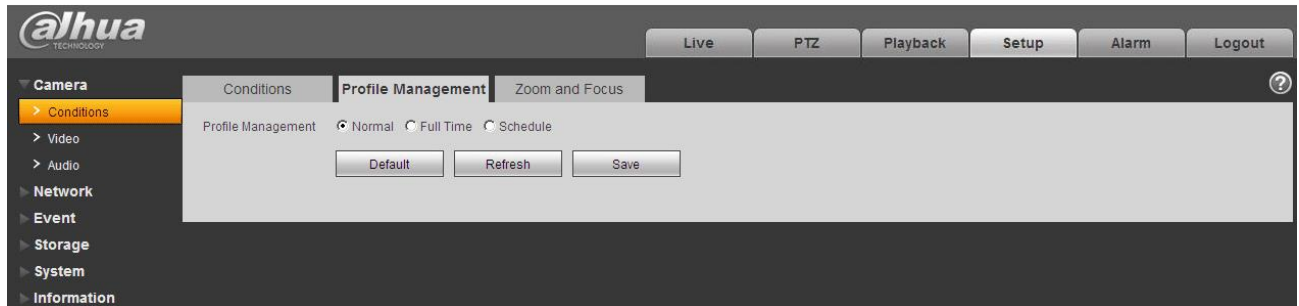 alhua
TECHNOLOGY
Live PTZ Playback Setup Alarm Logout
Camera
Conditions Profile Management Zoom and Focus ?
> Conditions
Profile Management Normal Full Time Schedule
> Video
Default Refresh Save
> Audio
Network
Event
Storage
System
Information